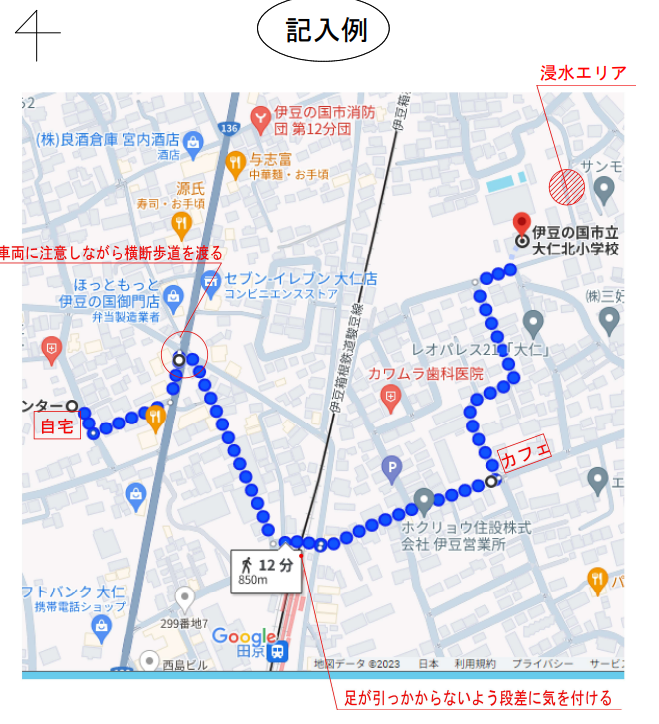 記入例
浸水エリア
52
136
伊豆の国市消防
団 第12分団
伊豆箱
(株)良酒倉庫 宮内酒店
酒店
与志富
中華麺・お手頃
サンモ
源氏
寿司・お手頃
伊豆の国市立
大仁北小学校
車両に注意しながら横断歩道を渡る
ほっともっと
伊豆の国御門店
弁当製造業者
セブン-イレブン 大仁店
コンビニエンスストア
(株)三好
伊豆箱根鉄道駿豆線
レオパレス21「大仁」
カワムラ歯科医院
ンター
自宅
カフェ
P
エ
ホクリョウ住設株式
会社 伊豆営業所
12 分
850m
フトバンク 大仁
携帯電話ショップ
299番地7
パ
Google
田京
西島ビル
地図データ ©2023 日本 利用規約 プライバシー サービ
足が引っかからないよう段差に気を付ける